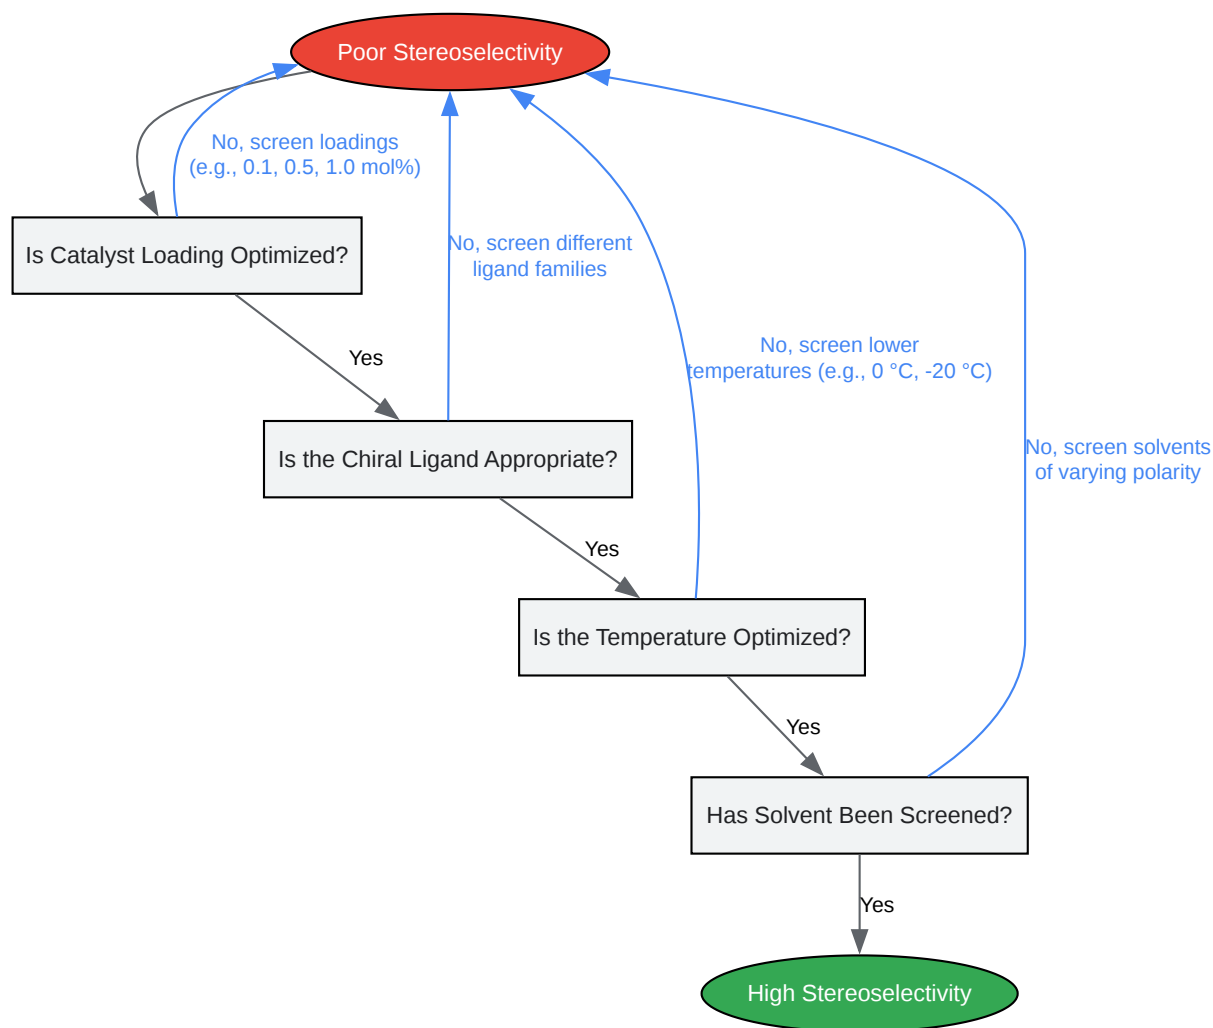 Poor Stereoselectivity
No, screen loadings
(e.g., 0.1, 0.5, 1.0 mol%)
Is Catalyst Loading Optimized?
No, screen different
ligand families
Yes
No, screen lower
temperatures (e.g., 0 °C, -20 °C)
Is the Chiral Ligand Appropriate?
No, screen solvents
of varying polarity
Yes
Is the Temperature Optimized?
Yes
Has Solvent Been Screened?
Yes
High Stereoselectivity